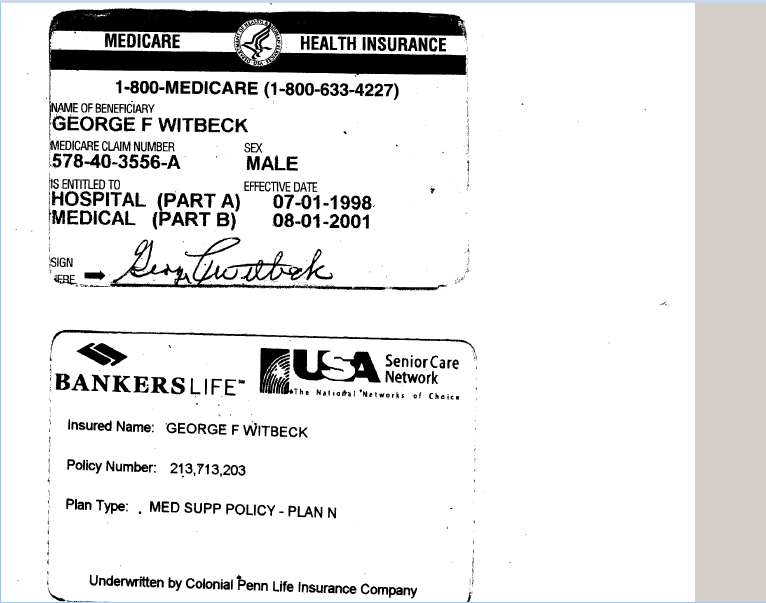 MEDICARE HEALTH INSURANCE
1-800-MEDICARE (1-800-633-4227)
NAME OF BENEFICIARY
GEORGE F WITBECK
MEDICARE CLAIM NUMBER SEX
578-40-3556-A MALE
IS ENTITLED TO EFFECTIVE DATE
HOSPITAL (PART A) 07-01-1998
MEDICAL (PART B) 08-01-2001
SIGN
HERE George Witbeck
BANKERS LIFE™ USA Senior Care
Network
The National Networks of Choice
Insured Name: GEORGE F WITBECK
Policy Number: 213,713,203
Plan Type: MED SUPP POLICY - PLAN N
Underwritten by Colonial Penn Life Insurance Company